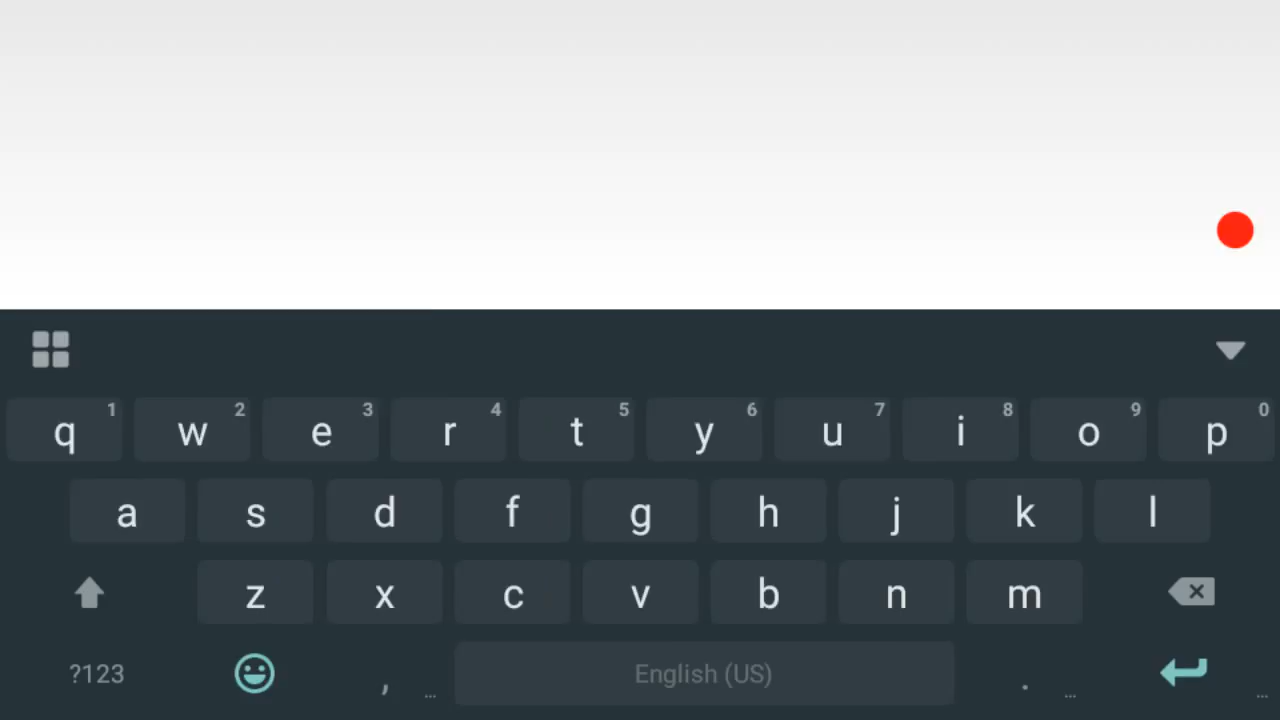 1 2 3 4 5 6 7 8 9 0
q w e r t y u i o p
a s d f g h j k l
z x c v b n m
?123 , ... English (US) . ... ...